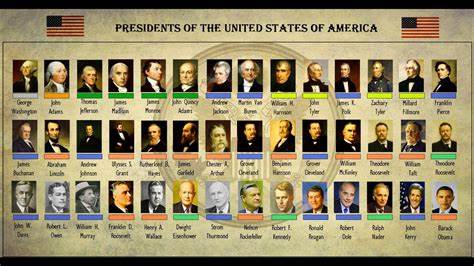 PRESIDENTS OF THE UNITED STATES OF AMERICA
George
Washington
John
Adams
Thomas
Jefferson
James
Madison
James
Monroe
John Quincy
Adams
Andrew
Jackson
Martin
Van Buren
William H.
Harrison
John
Tyler
James K.
Polk
Zachary
Tyler
Millard
Fillmore
Franklin
Pierce
James
Buchanan
Abraham
Lincoln
Andrew
Johnson
Ulysses S.
Grant
Rutherford B.
Hayes
James
Garfield
Chester A.
Arthur
Grover
Cleveland
Benjamin
Harrison
Grover
Cleveland
William
McKinley
Theodore
Roosevelt
William
Taft
Theodore
Roosevelt
John W.
Davis
Robert L.
Owen
William H.
Murray
Franklin D.
Roosevelt
Henry A.
Wallace
Dwight
Eisenhower
Strom
Thurmond
Nelson
Rockefeller
Robert F.
Kennedy
Ronald
Reagan
Robert
Dole
Ralph
Nader
John
Kerry
Barack
Obama